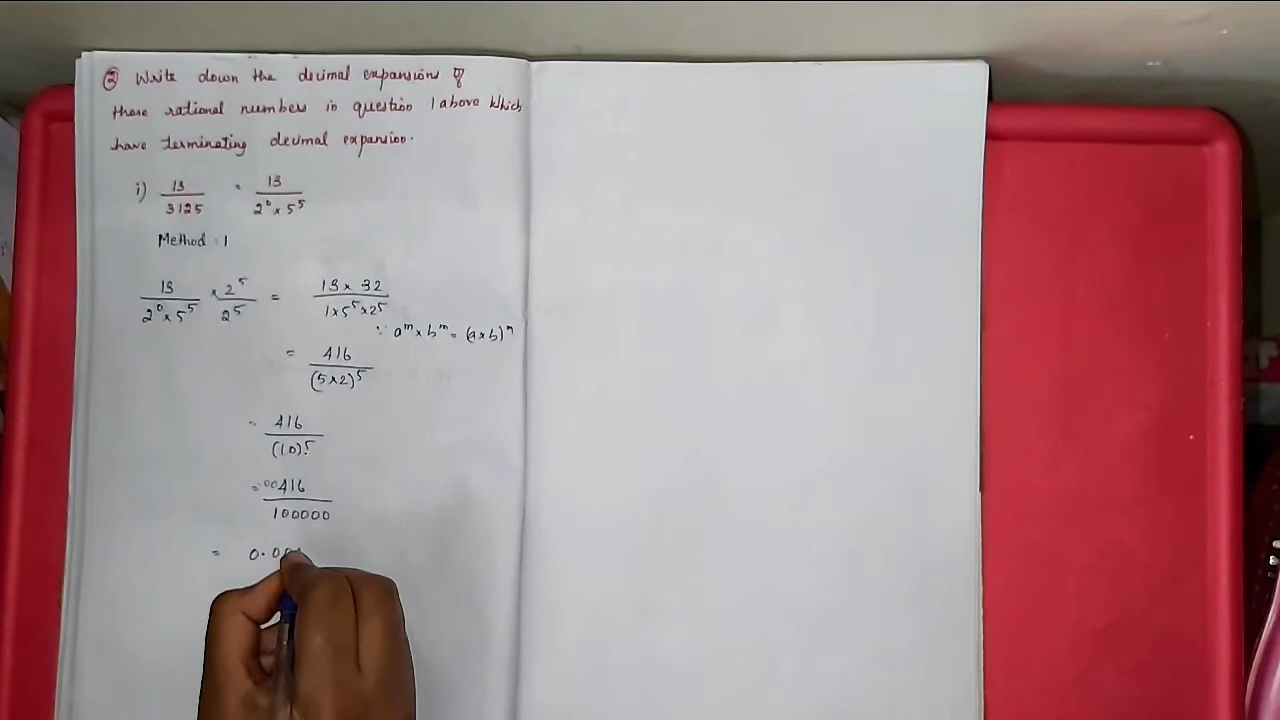 ② Write down the decimal expansions of
those rational numbers in question 1 above which
have terminating decimal expansion.
i) 13/3125 = 13/2⁰ × 5⁵
Method : 1
13/2⁰ × 5⁵ × 2⁵/2⁵ = 13 × 32/1 × 5⁵ × 2⁵
∵ aᵐ × bᵐ = (a × b)ᵐ
= 416/(5×2)⁵
= 416/(10)⁵
= 00416/100000
= 0.00